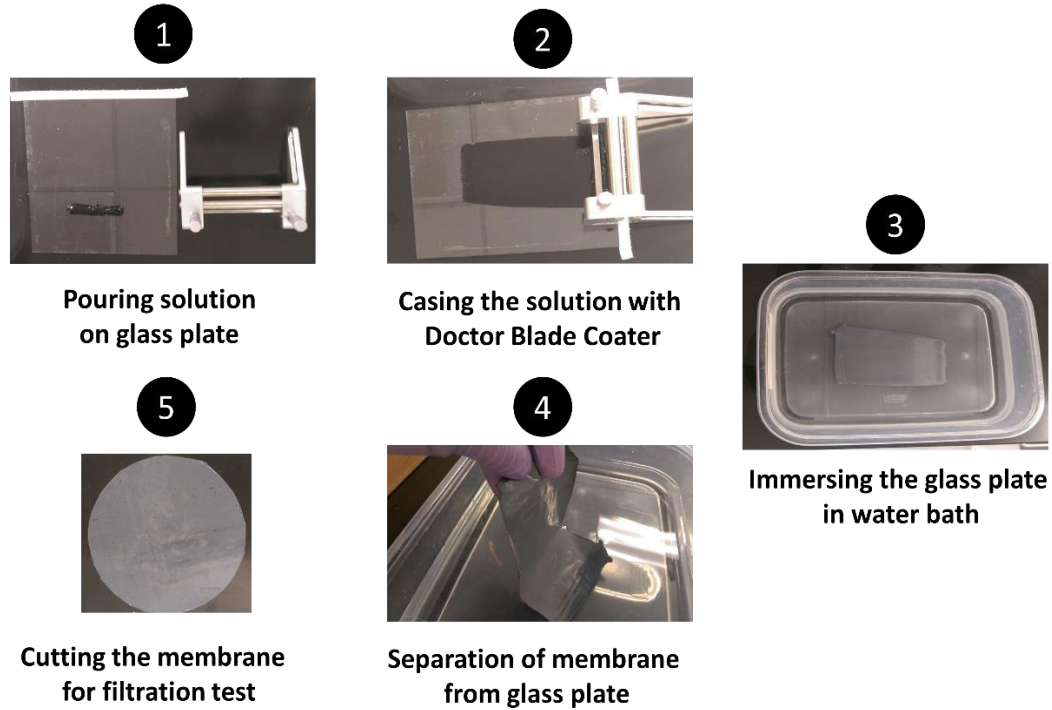 1
Pouring solution
on glass plate
2
Casing the solution with
Doctor Blade Coater
3
Immersing the glass plate
in water bath
4
Separation of membrane
from glass plate
5
Cutting the membrane
for filtration test